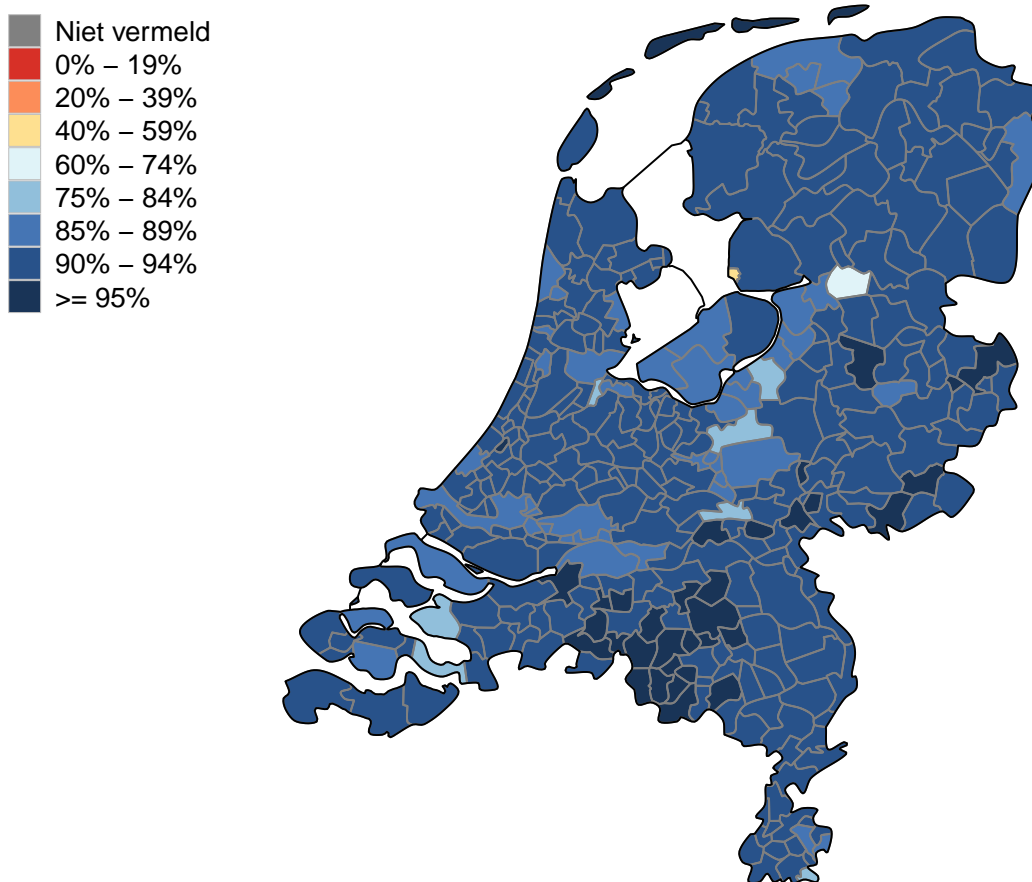 Niet vermeld
0% – 19%
20% – 39%
40% – 59%
60% – 74%
75% – 84%
85% – 89%
90% – 94%
>= 95%